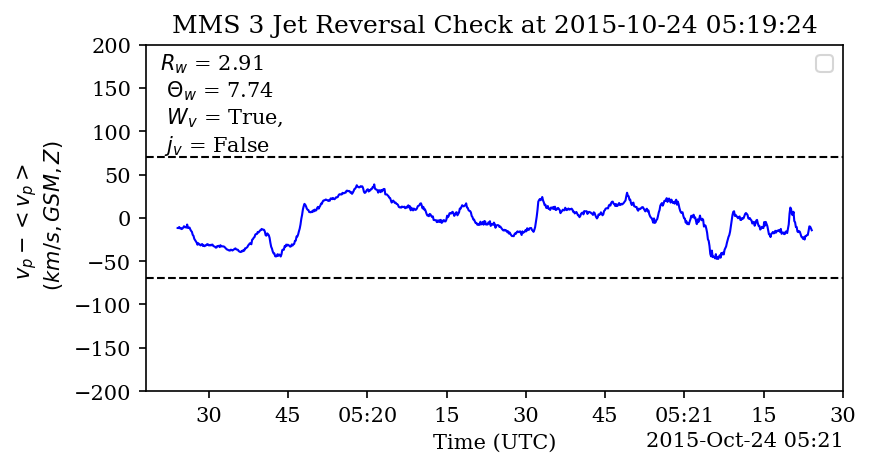 MMS 3 Jet Reversal Check at 2015-10-24 05:19:24
R_w = 2.91
Θ_w = 7.74
W_v = True,
j_v = False
v_p − < v_p >
(km/s, GSM, Z)
200
150
100
50
0
−50
−100
−150
−200
30 45 05:20 15 30 45 05:21 15 30
Time (UTC)
2015-Oct-24 05:21